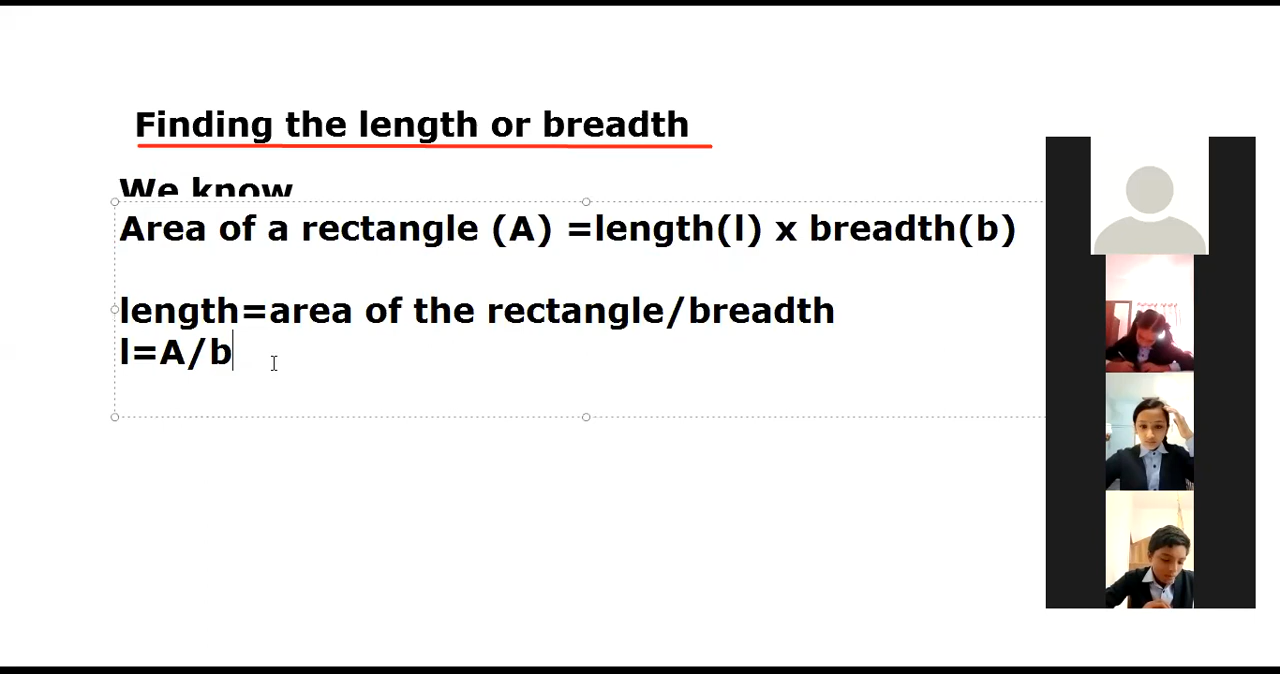 Finding the length or breadth
We know
Area of a rectangle (A) =length(l) x breadth(b)
length=area of the rectangle/breadth
l=A/b